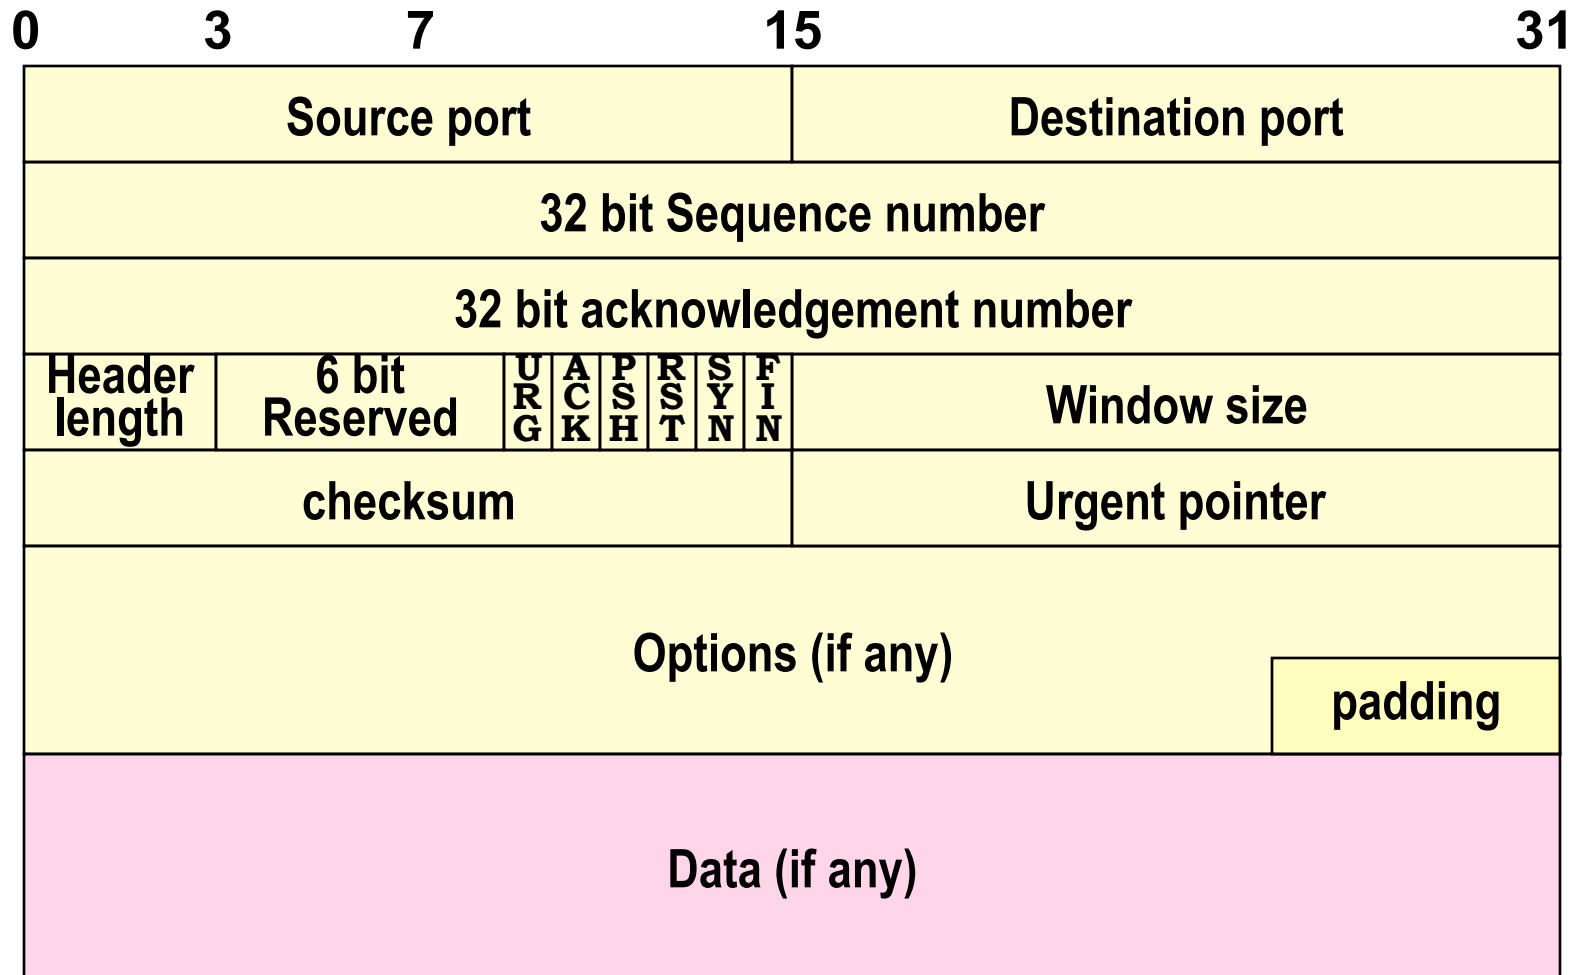 0 3 7 15 31
Source port Destination port
32 bit Sequence number
32 bit acknowledgement number
Header length 6 bit Reserved URG ACK PSH RST SYN FIN Window size
checksum Urgent pointer
Options (if any)
padding
Data (if any)